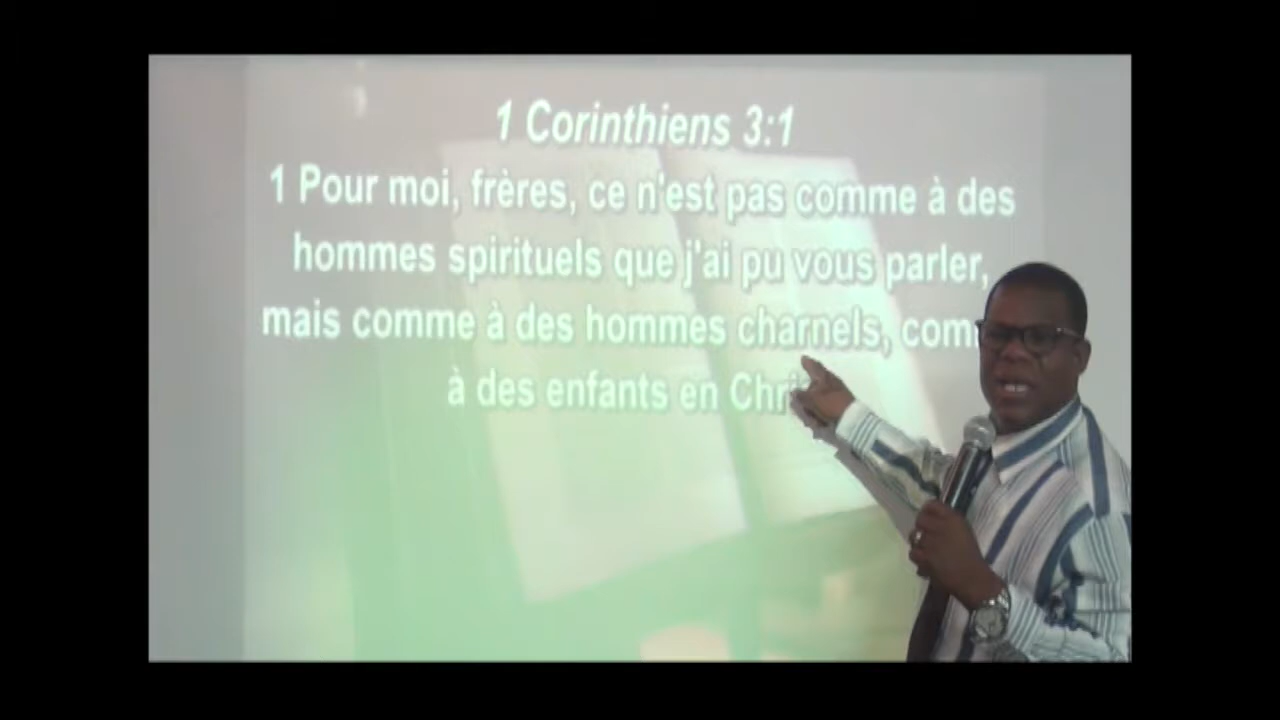 1 Corinthiens 3:1
1 Pour moi, frères, ce n'est pas comme à des
hommes spirituels que j'ai pu vous parler,
mais comme à des hommes charnels,
à des enfants en